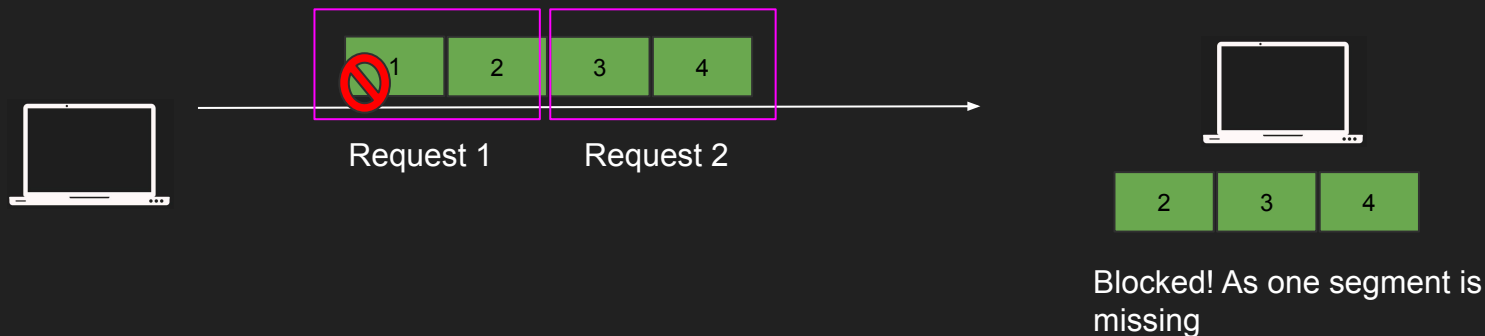 1 2 3 4
Request 1 Request 2
2 3 4
Blocked! As one segment is
missing